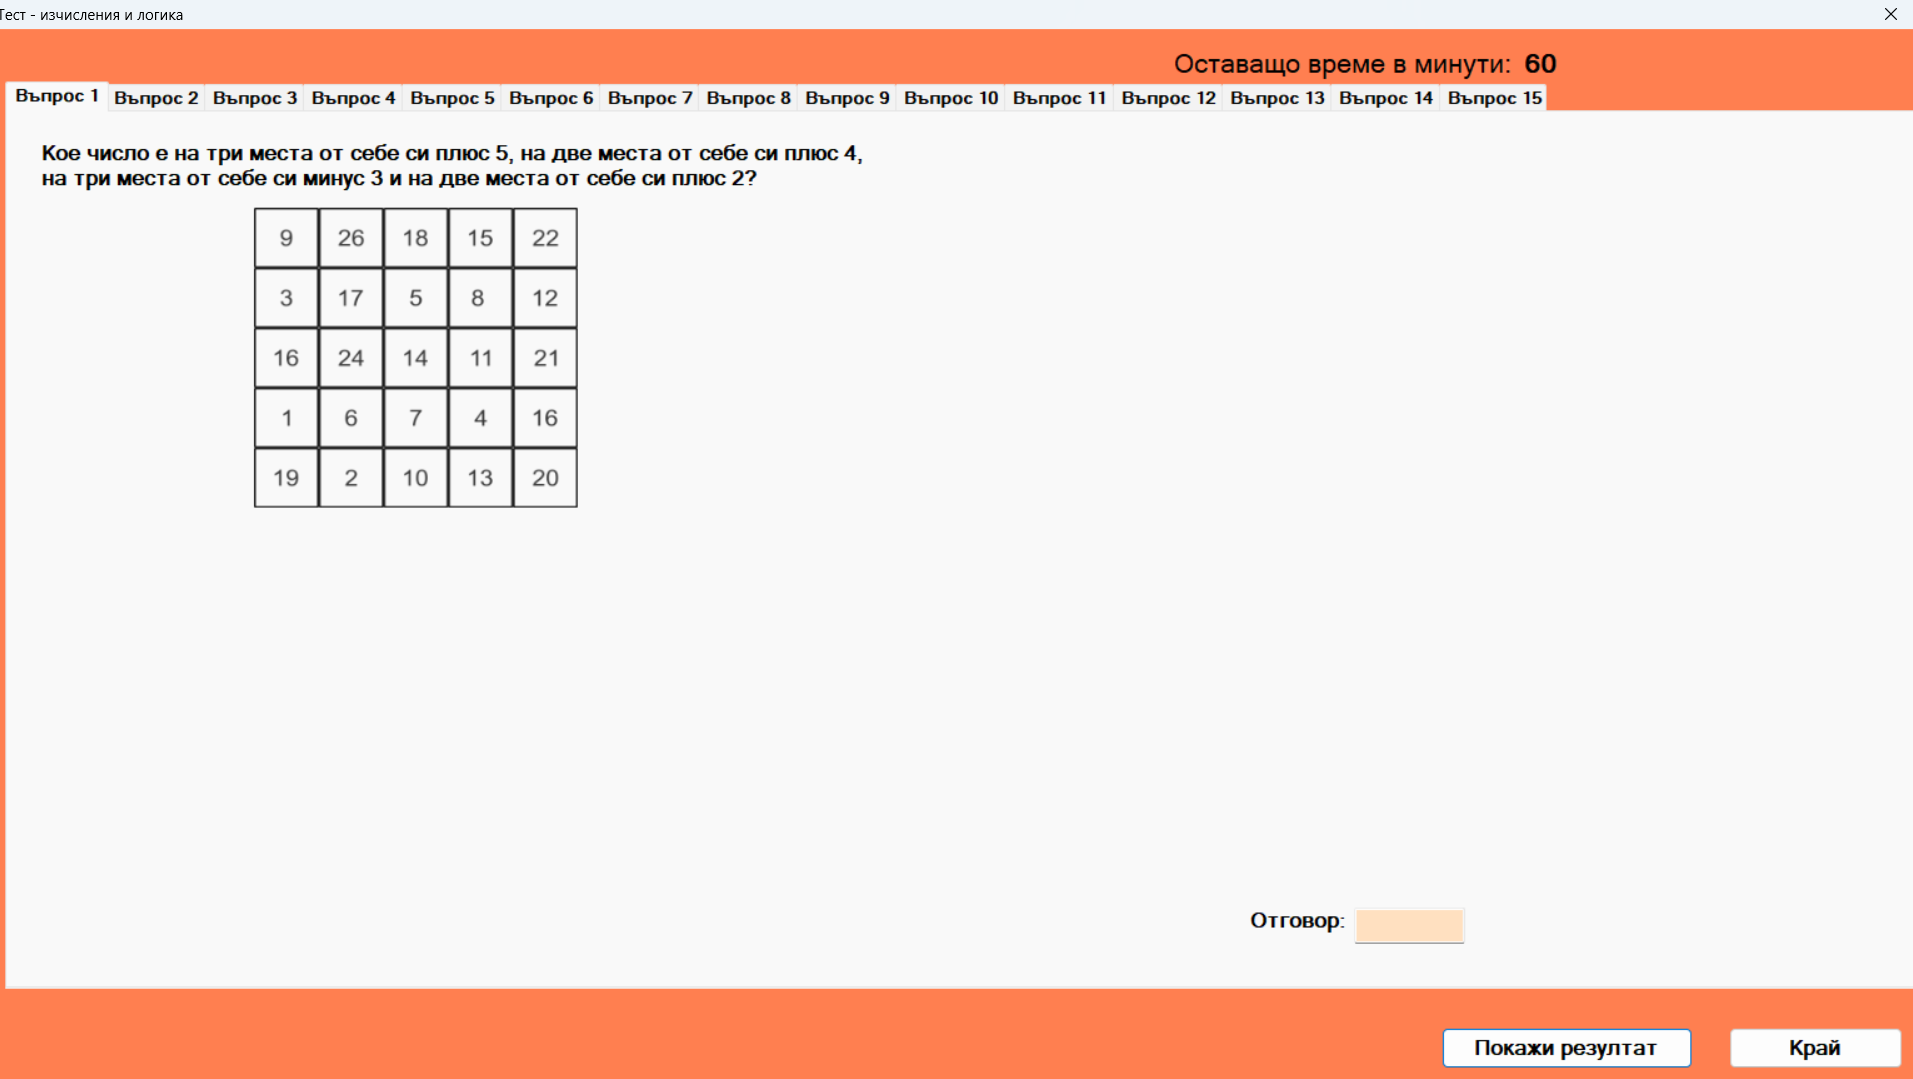 Тест - изчисления и логика
Оставащо време в минути: 60
Въпрос 1 Въпрос 2 Въпрос 3 Въпрос 4 Въпрос 5 Въпрос 6 Въпрос 7 Въпрос 8 Въпрос 9 Въпрос 10 Въпрос 11 Въпрос 12 Въпрос 13 Въпрос 14 Въпрос 15
Кое число е на три места от себе си плюс 5, на две места от себе си плюс 4,
на три места от себе си минус 3 и на две места от себе си плюс 2?
9 26 18 15 22
3 17 5 8 12
16 24 14 11 21
1 6 7 4 16
19 2 10 13 20
Отговор:
Покажи резултат Край